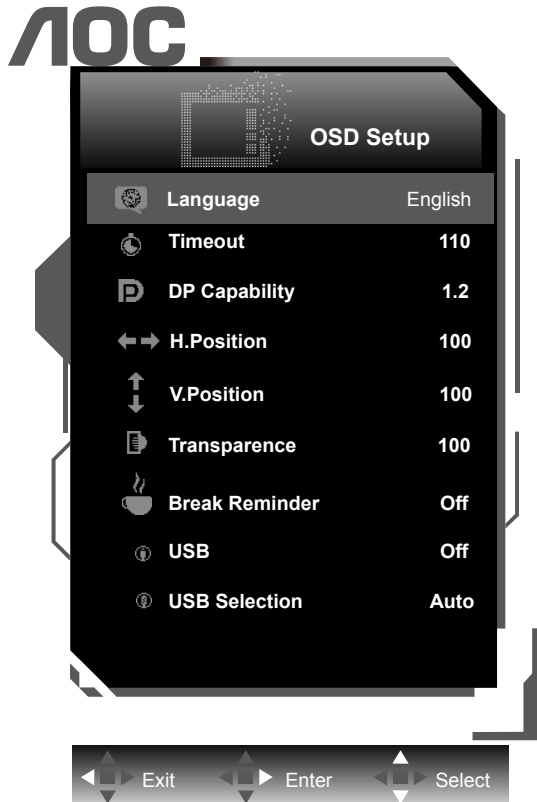 AOC
OSD Setup
Language English
Timeout 110
DP Capability 1.2
H.Position 100
V.Position 100
Transparence 100
Break Reminder Off
USB Off
USB Selection Auto
Exit Enter Select